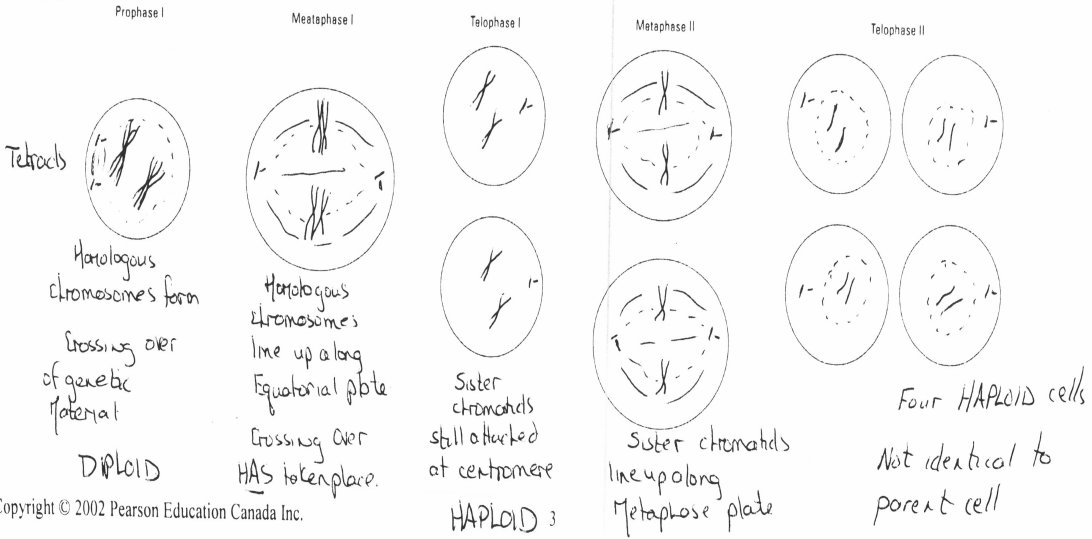 Prophase I
Meataphase I
Telophase I
Metaphase II
Telophase II
Tetrads
Homologous
chromosomes form
Crossing over
of genetic
Material
DIPLOID
Homologous
chromosomes
line up along
Equatorial plate
Crossing Over
HAS taken place.
Sister
chromatids
still attached
at centromere
HAPLOID
Sister chromatids
line up along
Metaphase plate
Four HAPLOID cells
Not identical to
parent cell
Copyright © 2002 Pearson Education Canada Inc.
3